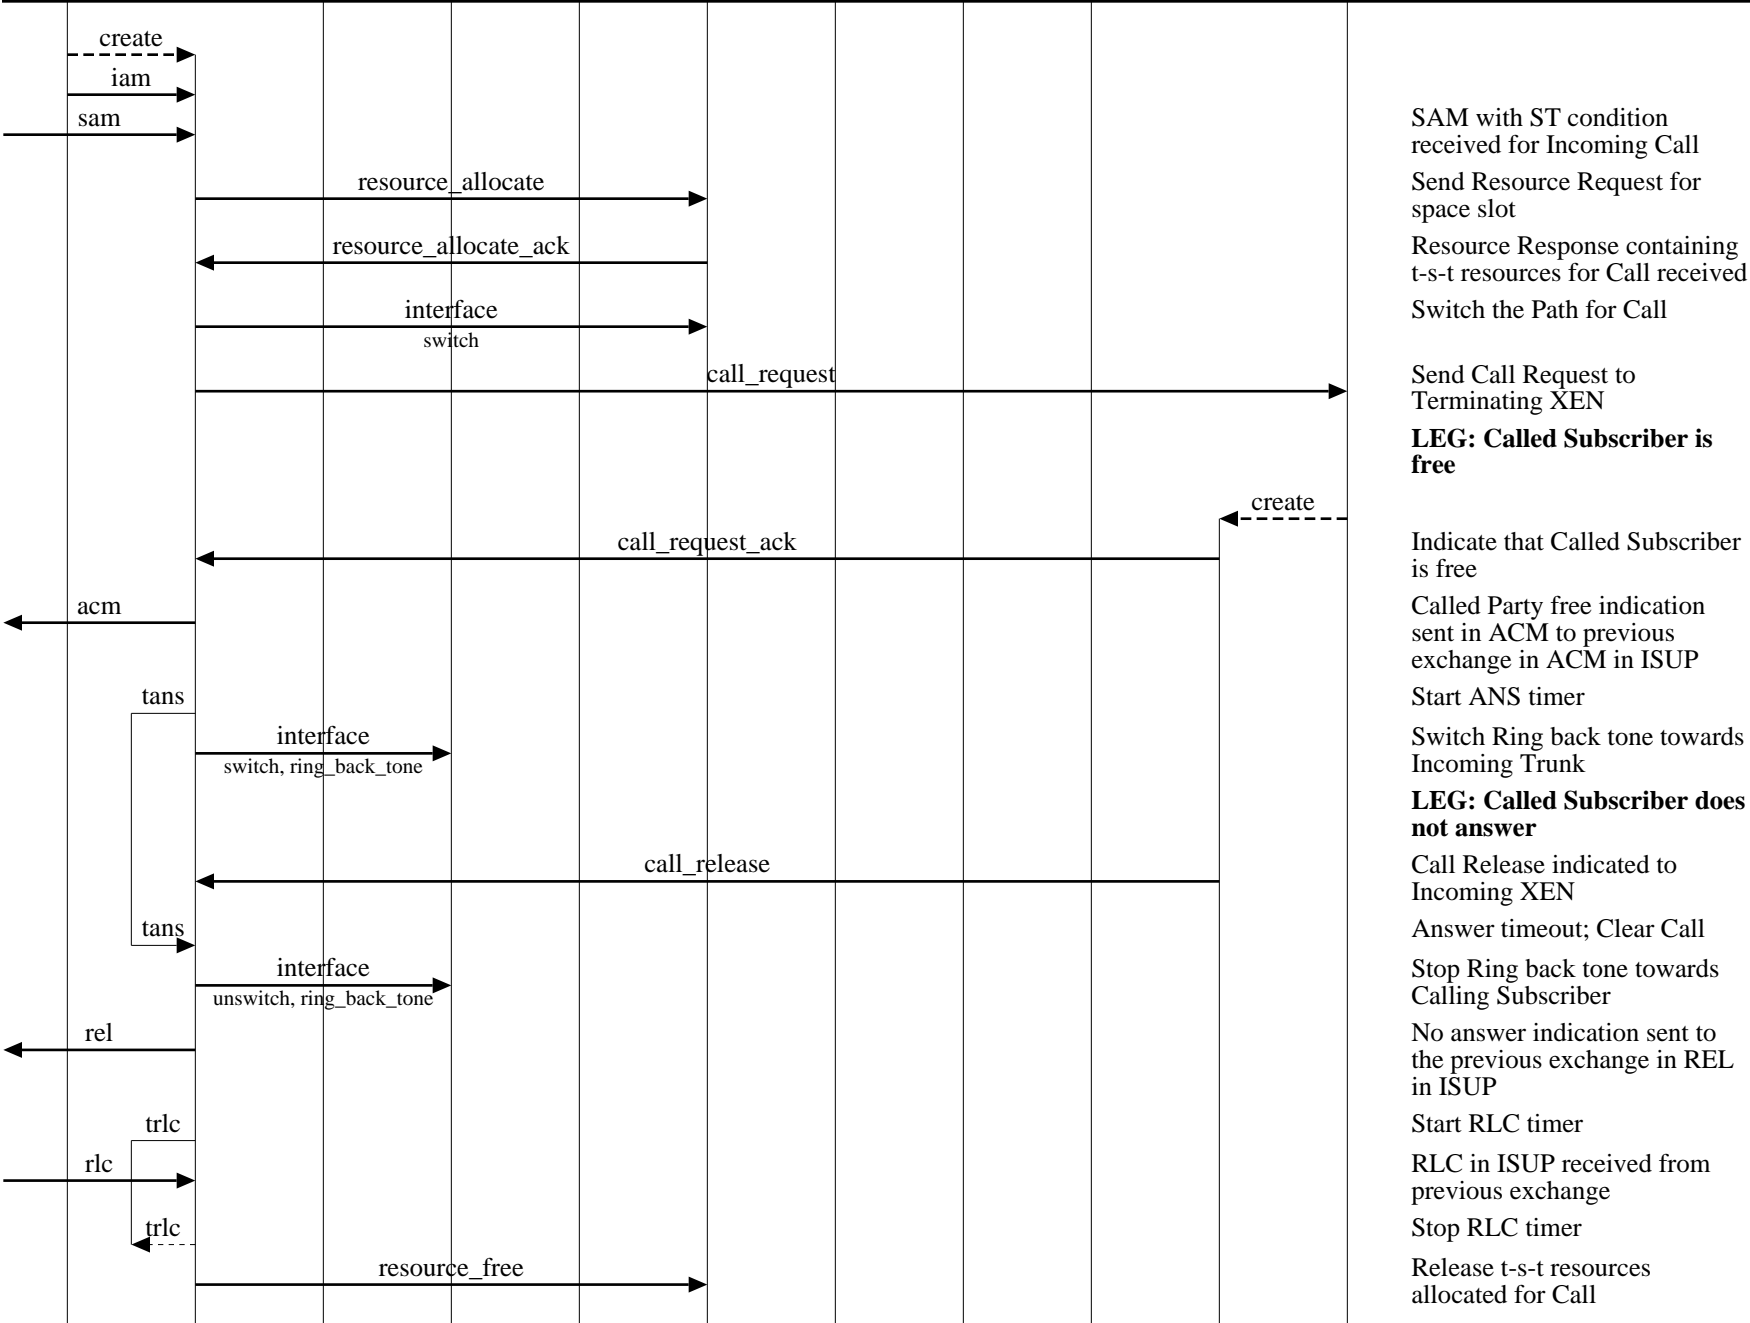 create
iam
sam
SAM with ST condition
received for Incoming Call
resource_allocate
Send Resource Request for
space slot
resource_allocate_ack
Resource Response containing
t-s-t resources for Call received
interface
switch
Switch the Path for Call
call_request
Send Call Request to
Terminating XEN
LEG: Called Subscriber is
free
create
call_request_ack
Indicate that Called Subscriber
is free
acm
Called Party free indication
sent in ACM to previous
exchange in ACM in ISUP
tans
Start ANS timer
interface
switch, ring_back_tone
Switch Ring back tone towards
Incoming Trunk
LEG: Called Subscriber does
not answer
call_release
Call Release indicated to
Incoming XEN
tans
Answer timeout; Clear Call
interface
unswitch, ring_back_tone
Stop Ring back tone towards
Calling Subscriber
rel
No answer indication sent to
the previous exchange in REL
in ISUP
trlc
Start RLC timer
rlc
RLC in ISUP received from
previous exchange
trlc
Stop RLC timer
resource_free
Release t-s-t resources
allocated for Call